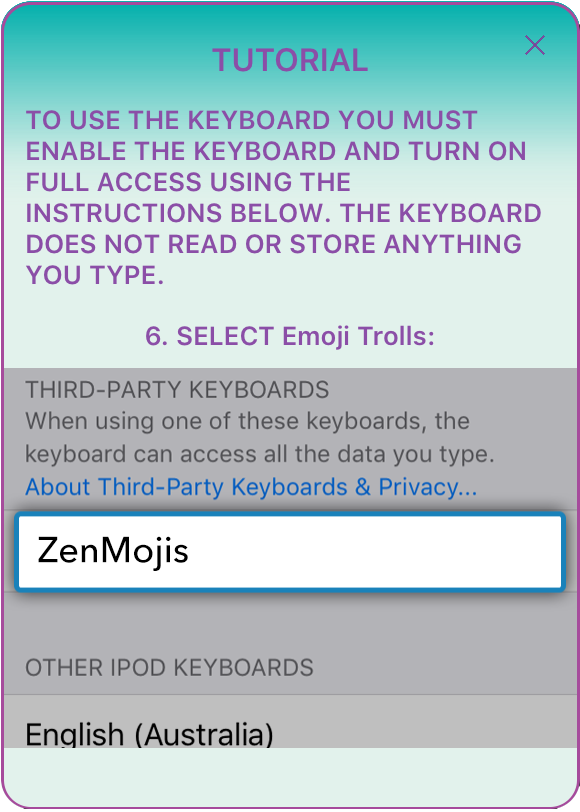 TUTORIAL
TO USE THE KEYBOARD YOU MUST
ENABLE THE KEYBOARD AND TURN ON
FULL ACCESS USING THE
INSTRUCTIONS BELOW. THE KEYBOARD
DOES NOT READ OR STORE ANYTHING
YOU TYPE.
6. SELECT Emoji Trolls:
THIRD-PARTY KEYBOARDS
When using one of these keyboards, the
keyboard can access all the data you type.
About Third-Party Keyboards & Privacy...
ZenMojis
OTHER IPOD KEYBOARDS
English (Australia)